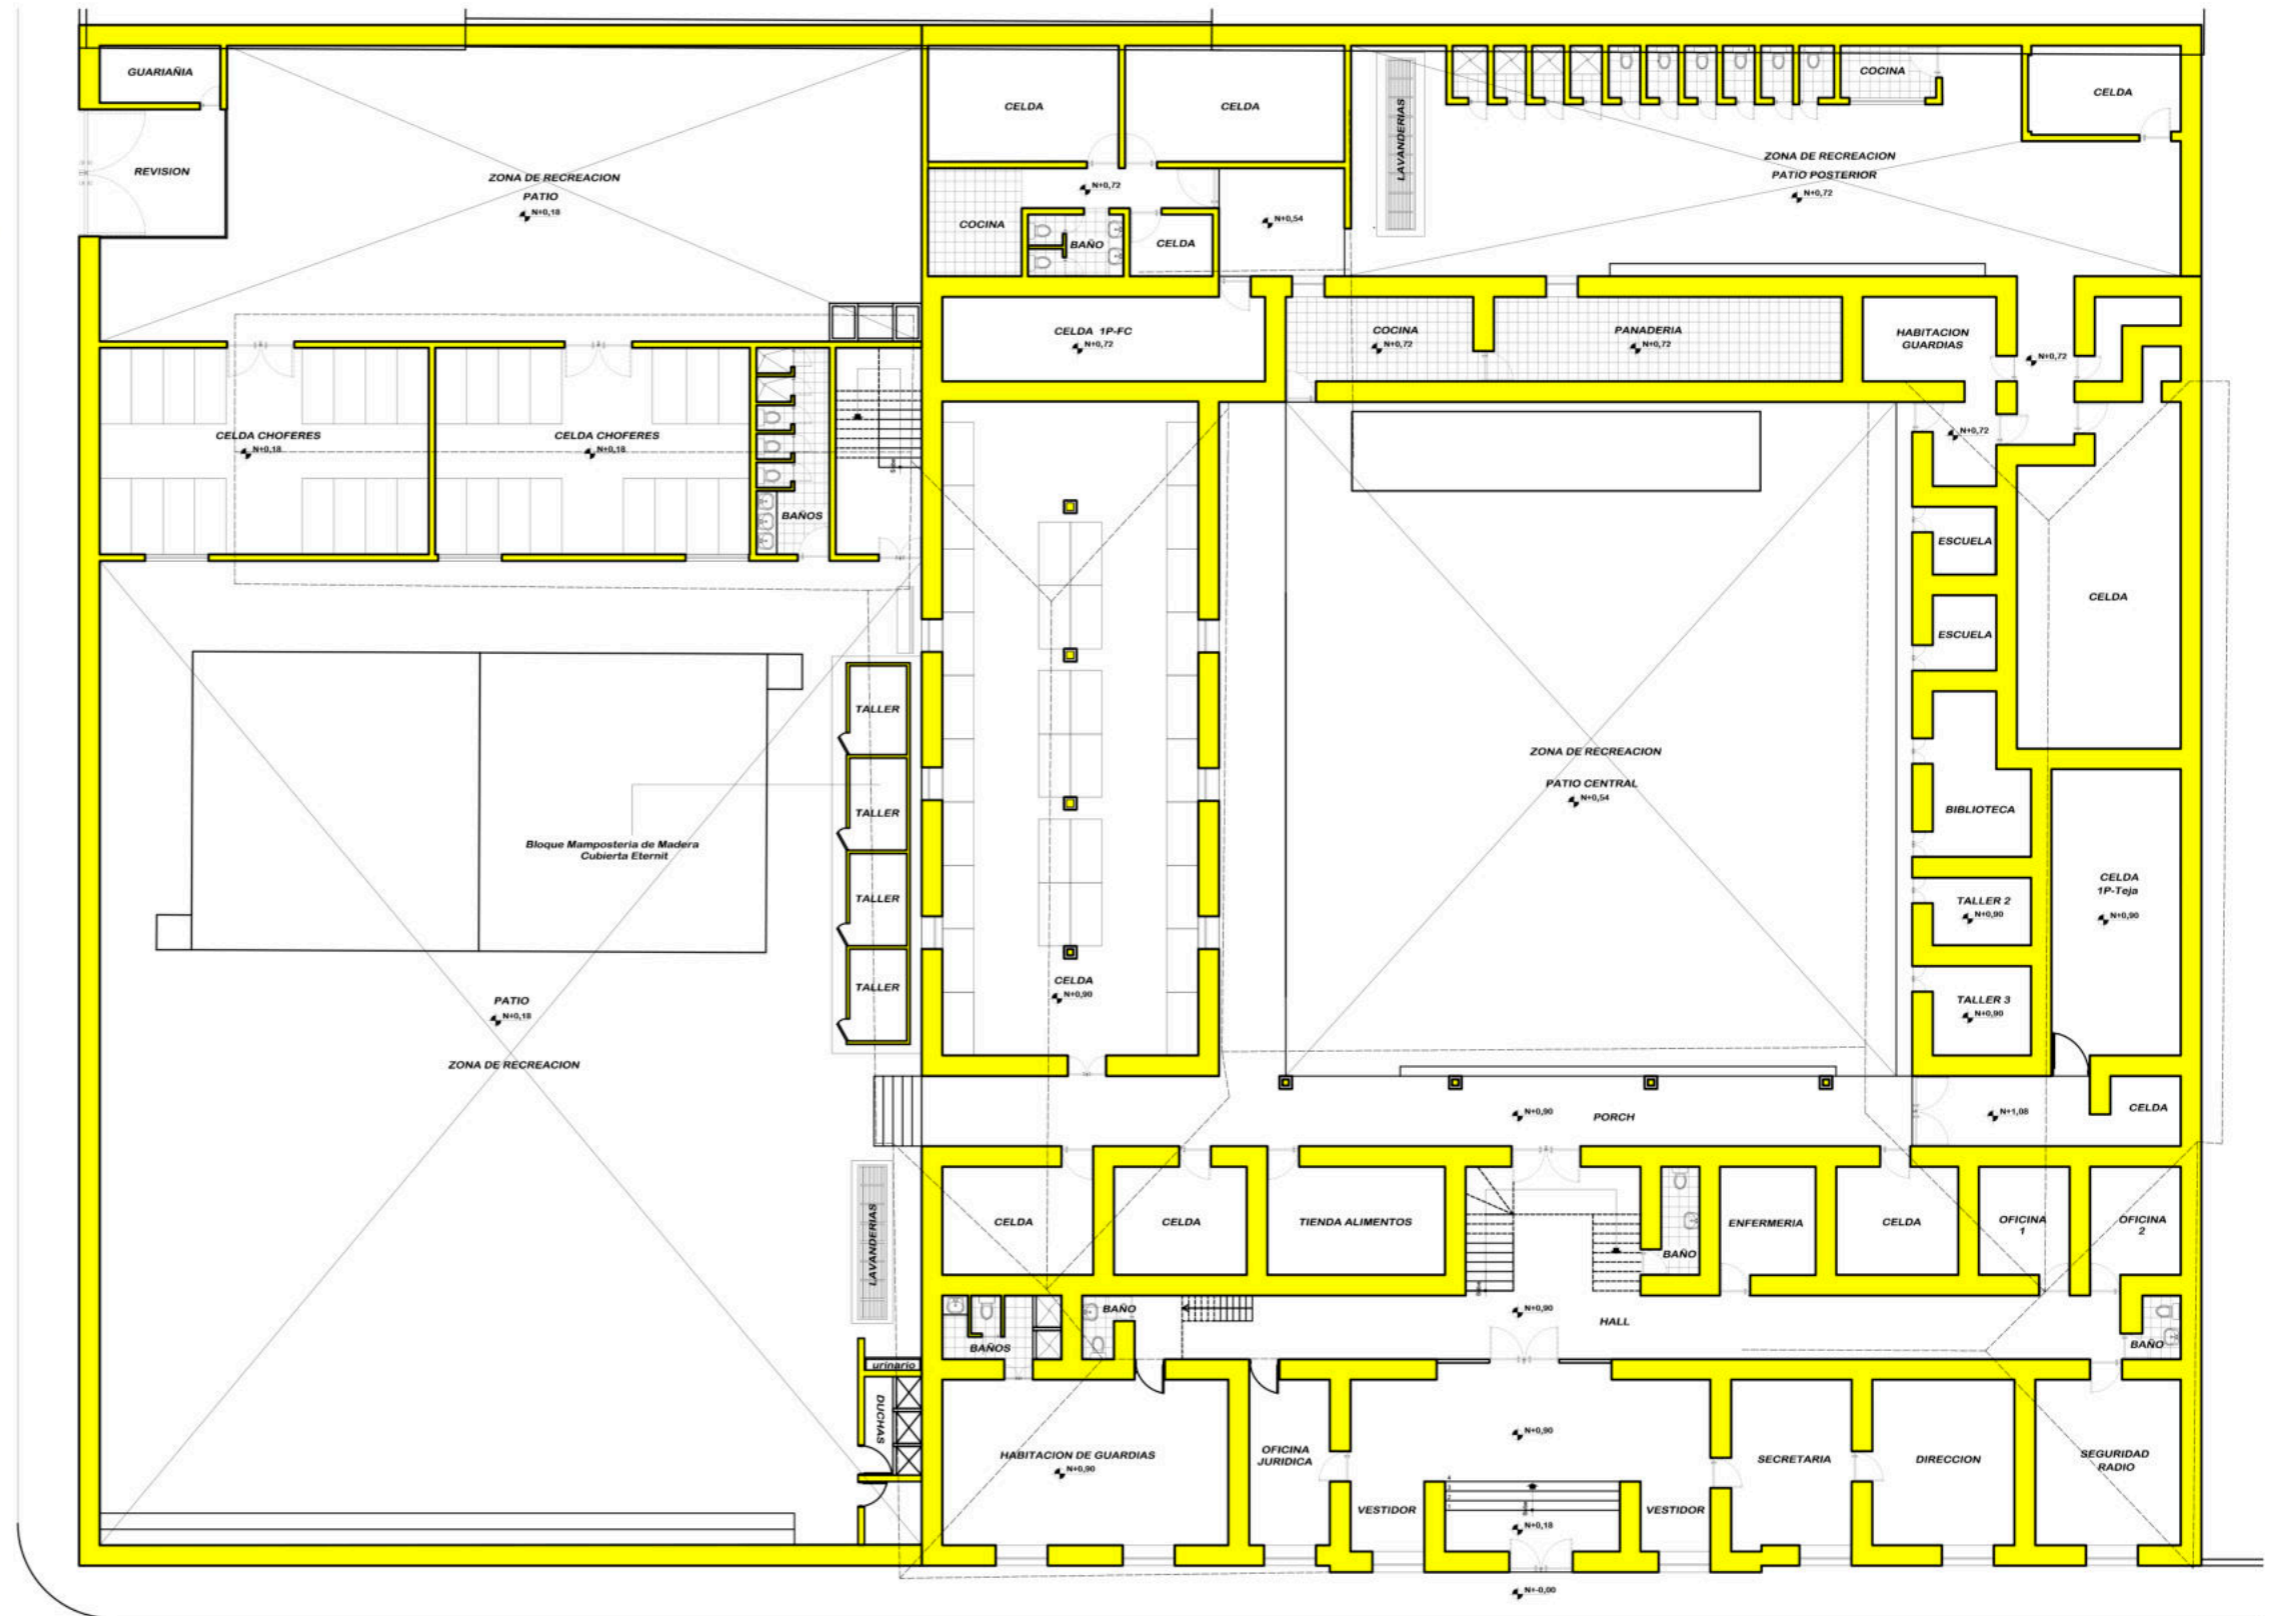 GUARIAÑIA
REVISION
ZONA DE RECREACION
PATIO
N+0,18
CELDA
CELDA
N+0,72
COCINA
BAÑO
CELDA
N+0,54
LAVANDERIAS
COCINA
CELDA
ZONA DE RECREACION
PATIO POSTERIOR
N+0,72
CELDA 1P-FC
N+0,72
COCINA
N+0,72
PANADERIA
N+0,72
HABITACION
GUARDIAS
N+0,72
N+0,72
CELDA CHOFERES
N+0,18
CELDA CHOFERES
N+0,18
BAÑOS
ESCUELA
ESCUELA
CELDA
TALLER
TALLER
TALLER
TALLER
Bloque Mamposteria de Madera
Cubierta Eternit
ZONA DE RECREACION
PATIO CENTRAL
N+0,54
BIBLIOTECA
TALLER 2
N+0,90
CELDA
1P-Teja
N+0,90
TALLER 3
N+0,90
CELDA
N+0,90
PATIO
N+0,18
ZONA DE RECREACION
N+0,90
PORCH
N+1,08
CELDA
LAVANDERIAS
CELDA
CELDA
TIENDA ALIMENTOS
BAÑO
ENFERMERIA
CELDA
OFICINA
1
OFICINA
2
BAÑOS
BAÑO
N+0,90
HALL
BAÑO
urinario
DUCHAS
HABITACION DE GUARDIAS
N+0,90
OFICINA
JURIDICA
N+0,90
SECRETARIA
DIRECCION
SEGURIDAD
RADIO
VESTIDOR
4
3
2
1
N+0,18
VESTIDOR
N+-0,00